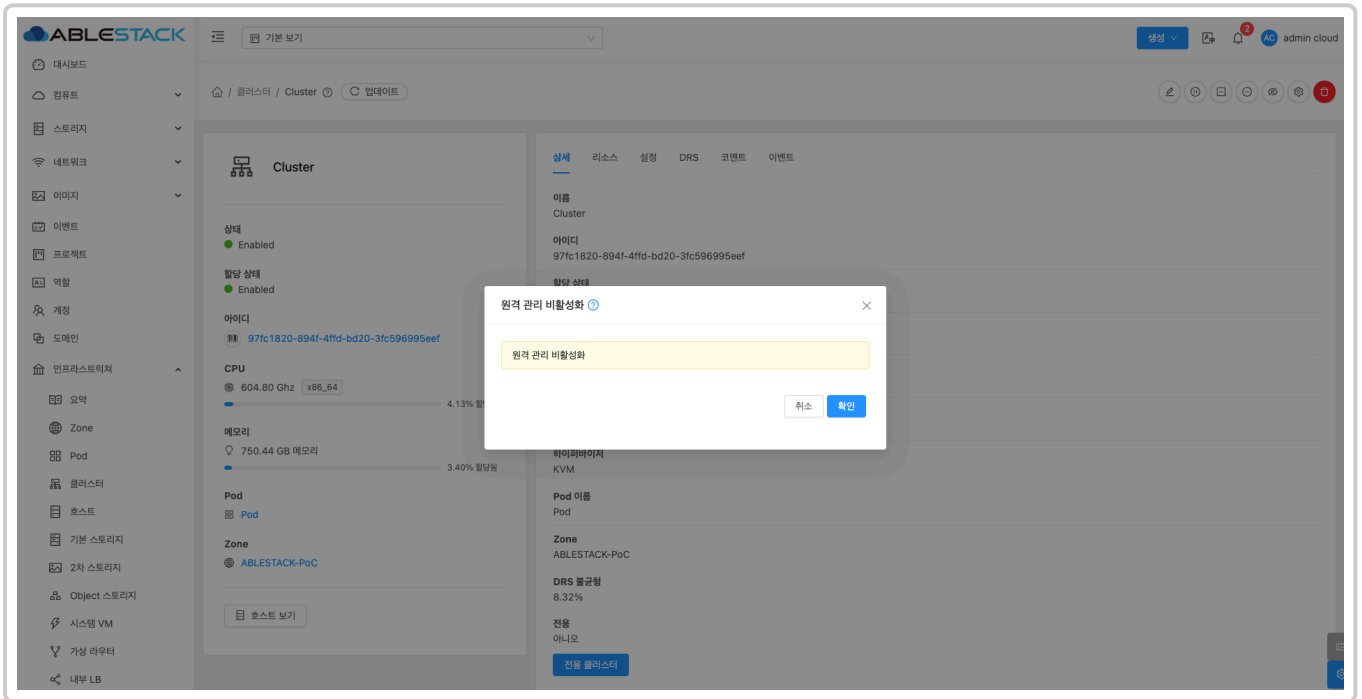 ABLESTACK
기본 보기
생성
2
AC
admin cloud
대시보드
컴퓨트
스토리지
네트워크
이미지
이벤트
프로젝트
역할
계정
도메인
인프라스트럭쳐
요약
Zone
Pod
클러스터
호스트
기본 스토리지
2차 스토리지
Object 스토리지
시스템 VM
가상 라우터
내부 LB
/ 클러스터 / Cluster
업데이트
Cluster
상태
Enabled
할당 상태
Enabled
아이디
97fc1820-894f-4ffd-bd20-3fc596995eef
CPU
604.80 Ghz x86_64
4.13%
메모리
750.44 GB 메모리
3.40% 할당됨
Pod
Pod
Zone
ABLESTACK-PoC
호스트 보기
상세 리소스 설정 DRS 코멘트 이벤트
이름
Cluster
아이디
97fc1820-894f-4ffd-bd20-3fc596995eef
할당 상태
원격 관리 비활성화
원격 관리 비활성화
취소 확인
하이퍼바이저
KVM
Pod 이름
Pod
Zone
ABLESTACK-PoC
DRS 불균형
8.32%
전용
아니오
전용 클러스터